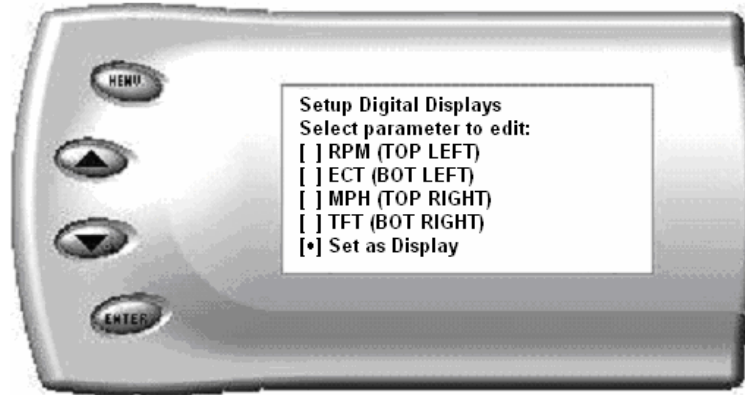 MENU
Setup Digital Displays
Select parameter to edit:
[ ] RPM (TOP LEFT)
[ ] ECT (BOT LEFT)
[ ] MPH (TOP RIGHT)
[ ] TFT (BOT RIGHT)
[•] Set as Display
ENTER